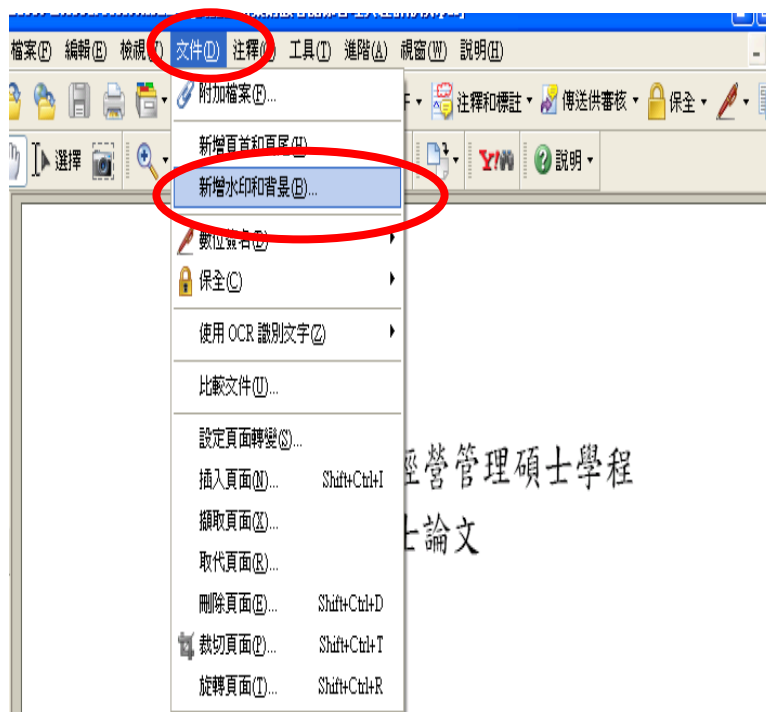 檔案(F) 編輯(E) 檢視(V) 文件(D) 注釋(C) 工具(T) 進階(A) 視窗(W) 說明(H)
注釋和標註 傳送供審核 保全
選擇 Y! 說明
附加檔案(F)...
新增頁首和頁尾(H)...
新增水印和背景(B)...
數位簽名(D)
保全(C)
使用 OCR 識別文字(Z)
比較文件(U)...
設定頁面轉變(S)...
插入頁面(N)... Shift+Ctrl+I
擷取頁面(X)...
取代頁面(R)...
刪除頁面(E)... Shift+Ctrl+D
裁切頁面(P)... Shift+Ctrl+T
旋轉頁面(T)... Shift+Ctrl+R
經營管理碩士學程
士論文